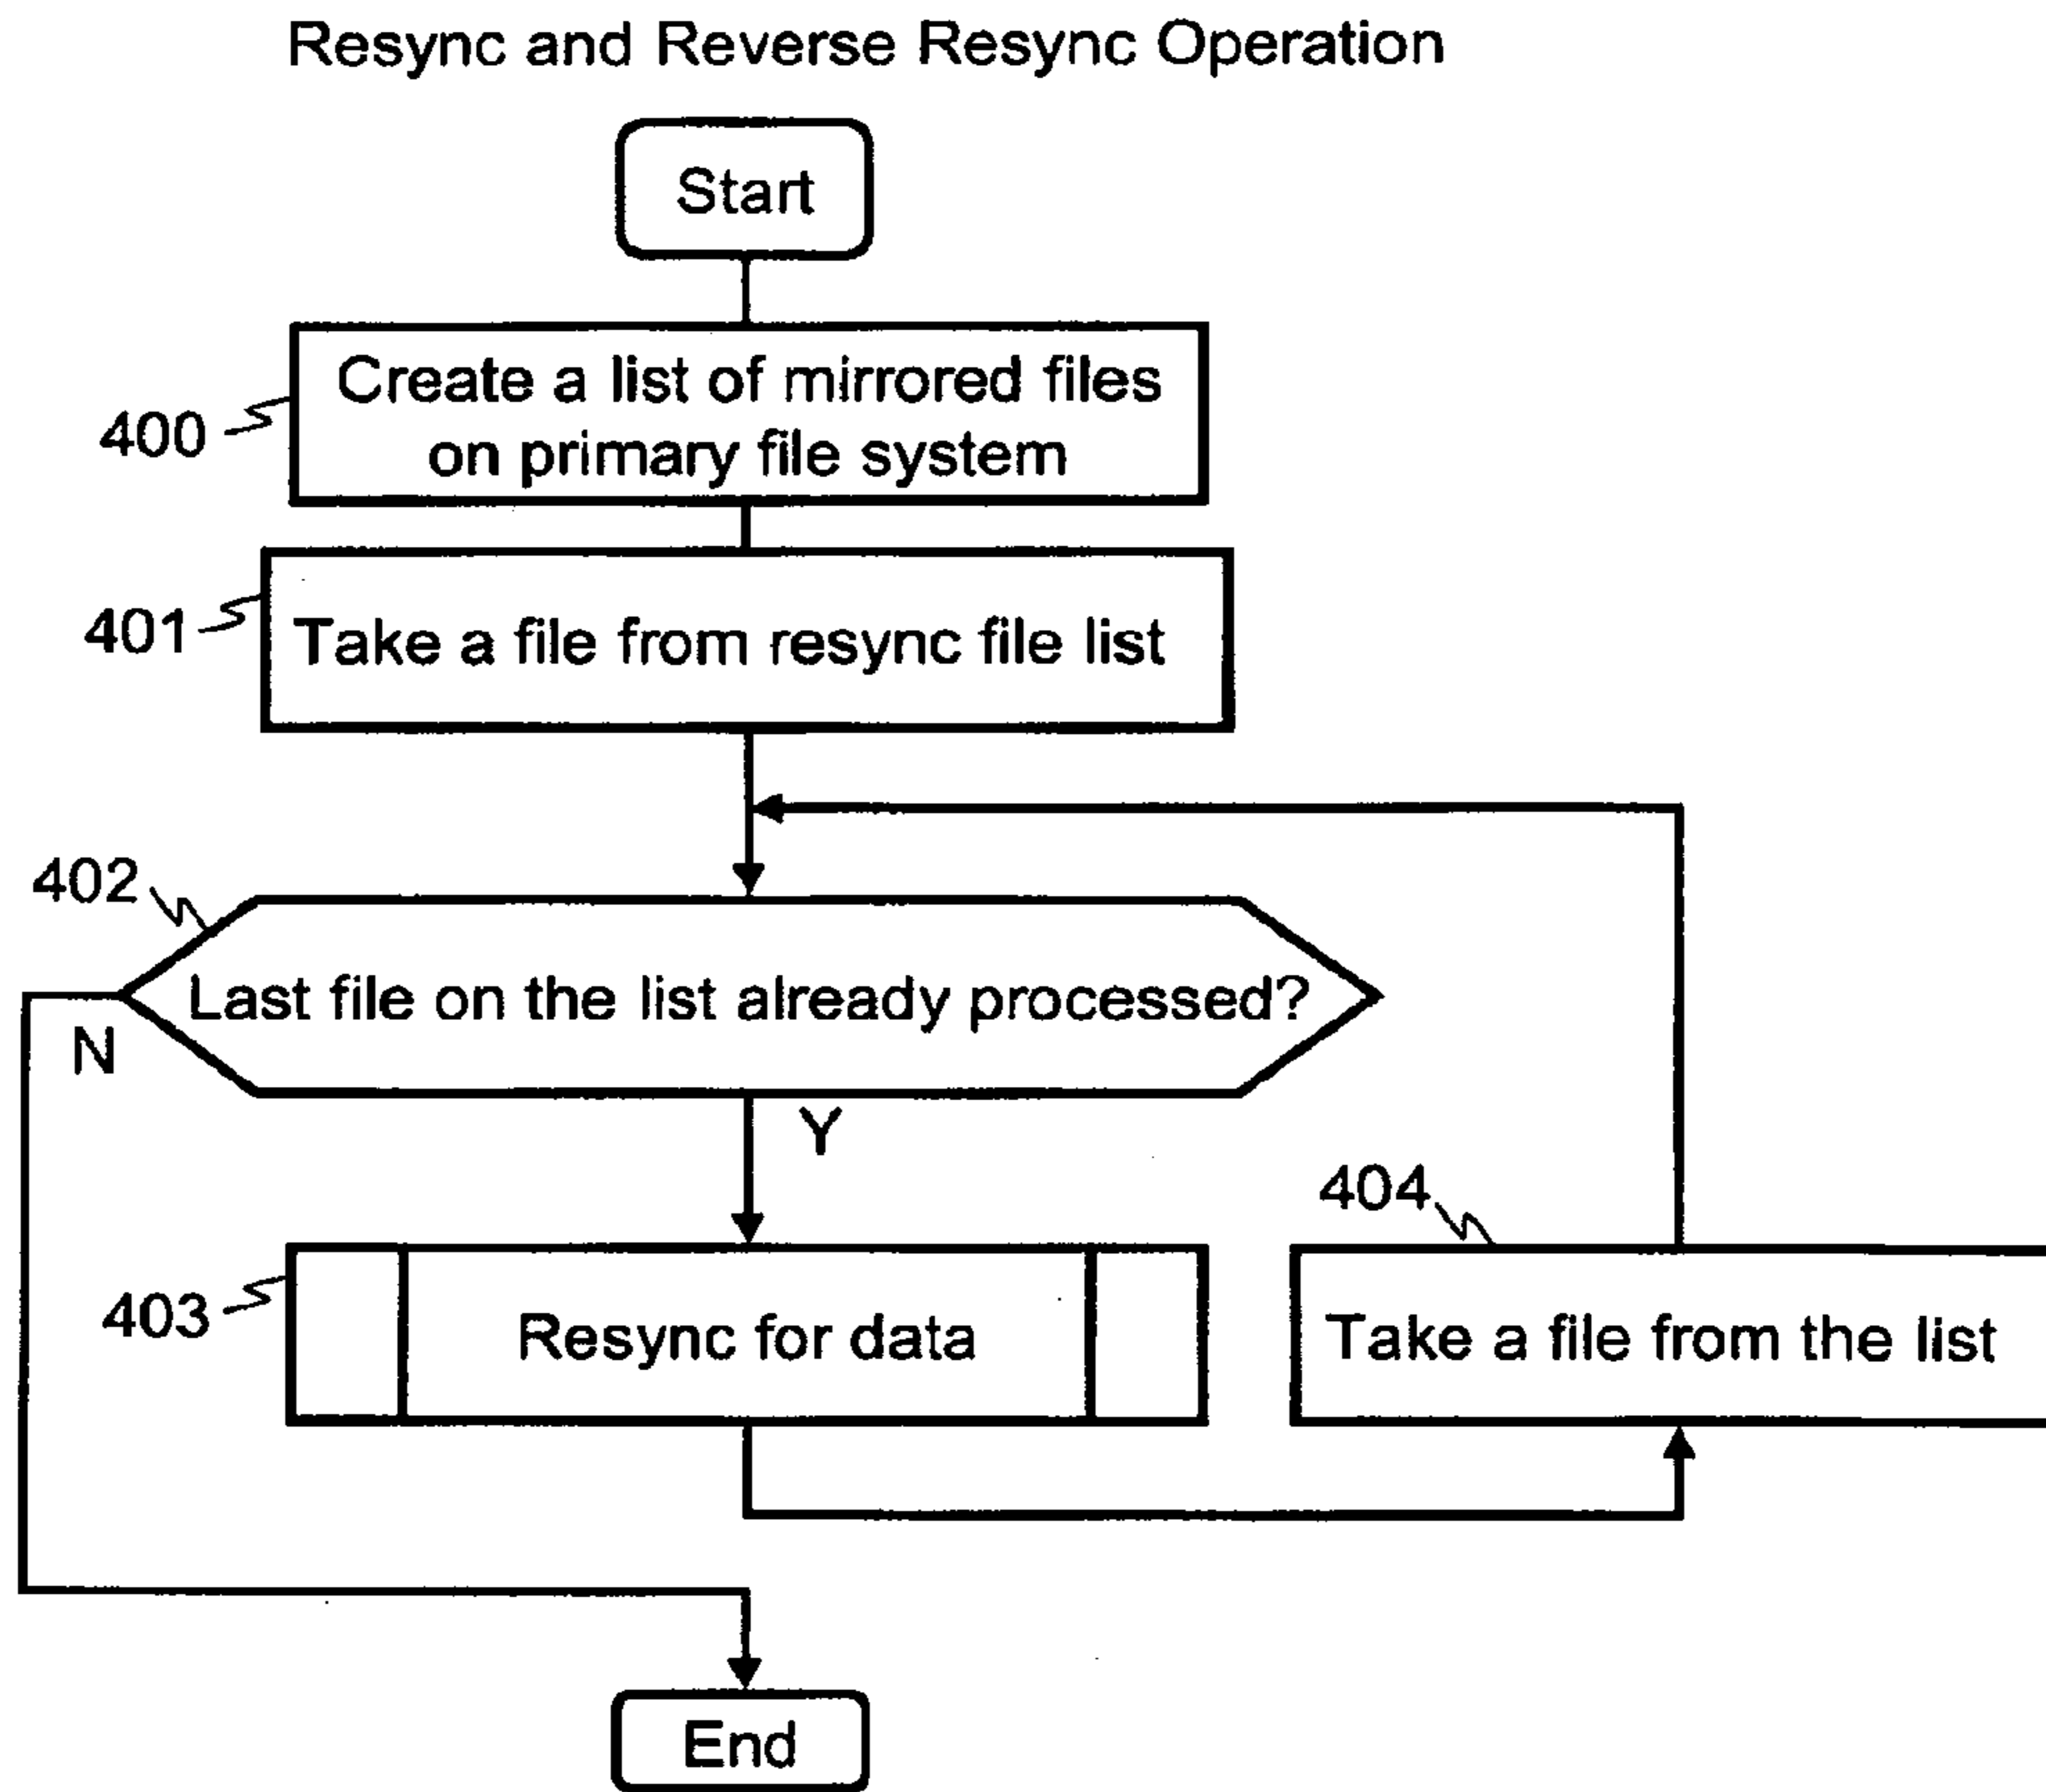 Resync and Reverse Resync Operation
Start
Create a list of mirrored files
on primary file system
400
401
Take a file from resync file list
402
Last file on the list already processed?
N
Y
404
403
Resync for data
Take a file from the list
End